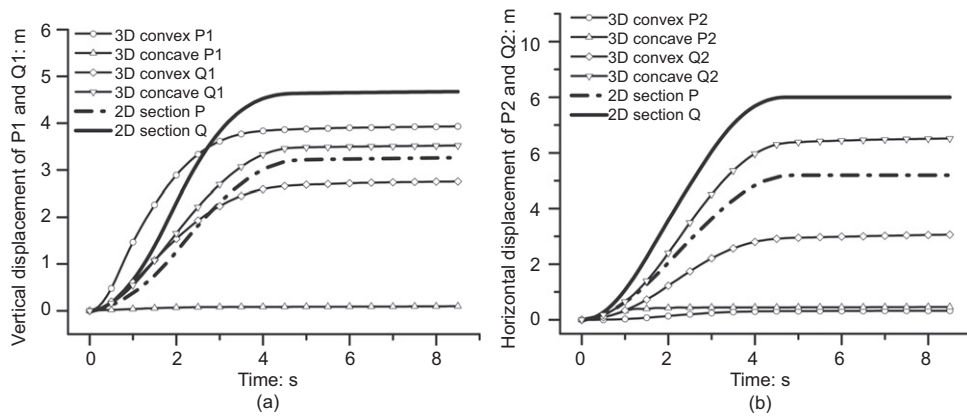 Vertical displacement of P1 and Q1: m
6
5
4
3
2
1
0
3D convex P1
3D concave P1
3D convex Q1
3D concave Q1
2D section P
2D section Q
0
2
4
6
8
Time: s
(a)
Horizontal displacement of P2 and Q2: m
10
6
6
4
2
0
3D convex P2
3D concave P2
3D convex Q2
3D concave Q2
2D section P
2D section Q
0
2
4
6
8
Time: s
(b)